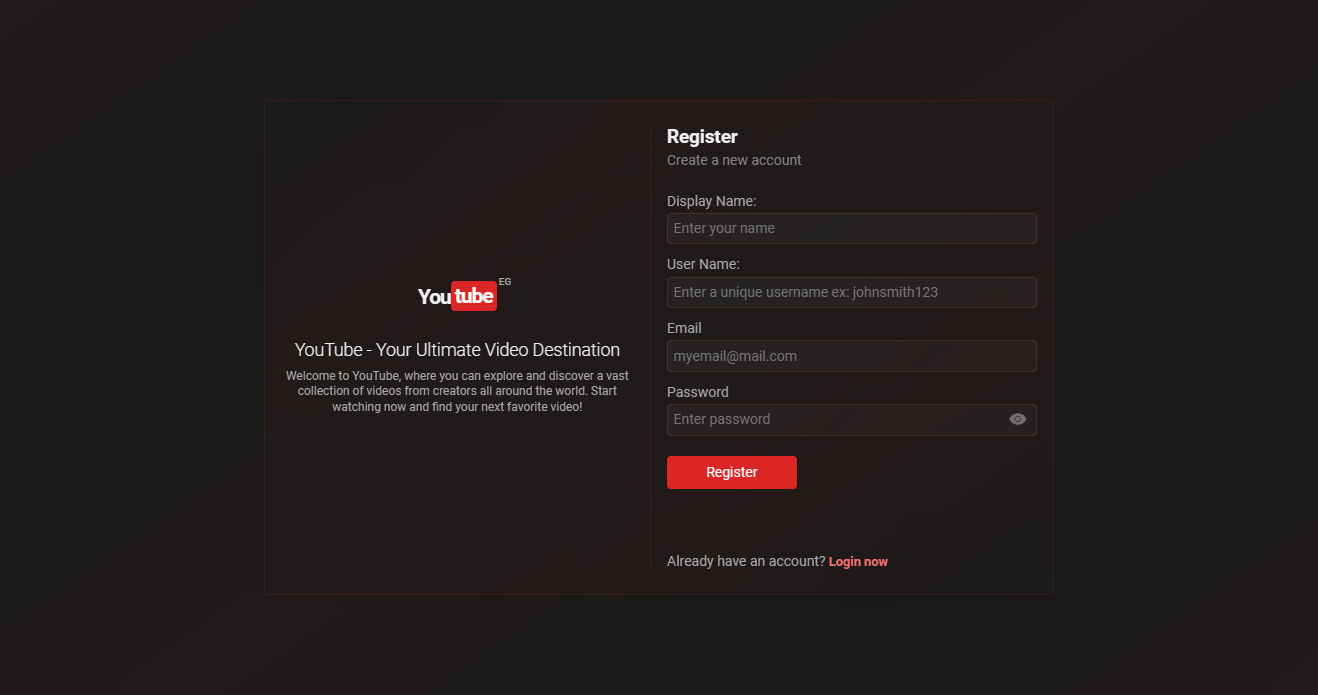 YouTube EG
YouTube - Your Ultimate Video Destination
Welcome to YouTube, where you can explore and discover a vast
collection of videos from creators all around the world. Start
watching now and find your next favorite video!
Register
Create a new account
Display Name:
Enter your name
User Name:
Enter a unique username ex: johnsmith123
Email
myemail@mail.com
Password
Enter password
Register
Already have an account? Login now